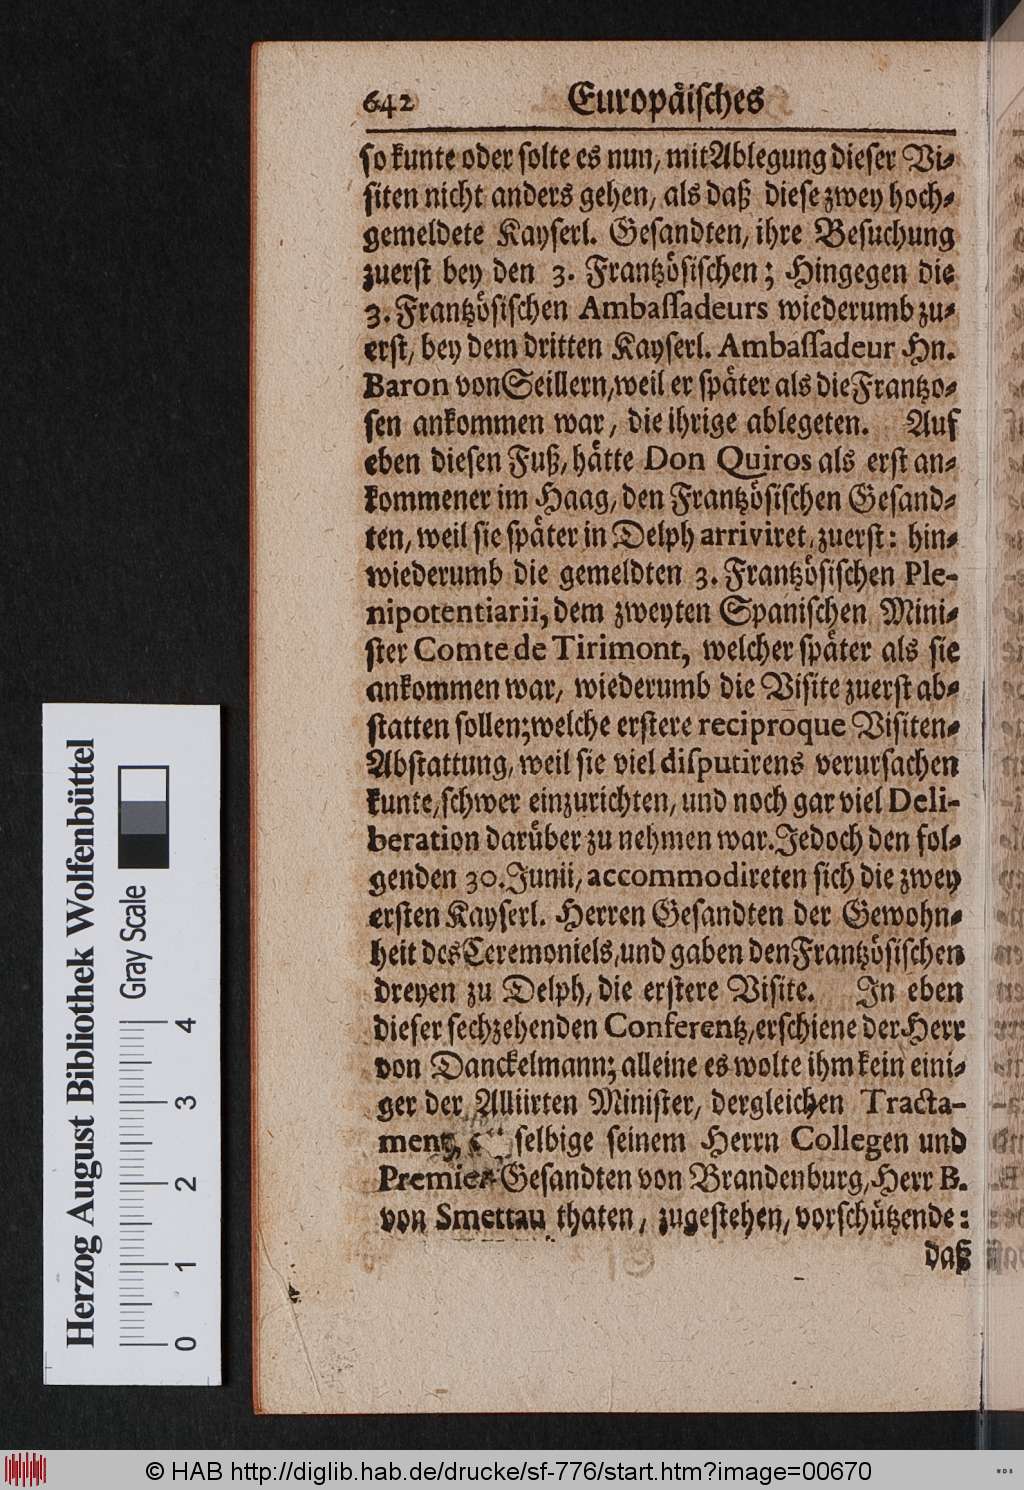 642 Europäisches
so kunte oder solte es nun, mit Ablegung dieser Vi-
siten nicht anders gehen, als daß diese zwey hoch-
gemeldete Kayserl. Gesandten, ihre Besuchung
zuerst bey den 3. Frantzösischen; Hingegen die
3. Frantzösischen Ambassadeurs wiederumb zu-
erst, bey dem dritten Kayserl. Ambassadeur Hn.
Baron von Seillern, weil er später als die Frantzo-
sen ankommen war, die ihrige ablegeten. Auf
eben diesen Fuß, hätte Don Quiros als erst an-
kommener im Haag, den Frantzösischen Gesand-
ten, weil sie später in Delph arriviret, zuerst: hin-
wiederumb die gemeldten 3. Frantzösischen Ple-
nipotentiarii, dem zweyten Spanischen Mini-
ster Comte de Tirimont, welcher später als sie
ankommen war, wiederumb die Visite zuerst ab-
statten sollen; welche erstere reciproque Visiten-
Abstattung, weil sie viel disputirens verursachen
kunte, schwer einzurichten, und noch gar viel Deli-
beration darüber zu nehmen war. Jedoch den fol-
genden 30. Junii, accommodireten sich die zwey
ersten Kayserl. Herren Gesandten der Gewohn-
heit des Ceremoniels, und gaben den Frantzösischen
dreyen zu Delph, die erstere Visite. In eben
dieser sechzehenden Conferentz, erschiene der Herr
von Danckelmann; alleine es wolte ihm kein eini-
ger der Alliirten Minister, dergleichen Tracta-
ment, selbige seinem Herrn Collegen und
Premier Gesandten von Brandenburg, Herr B.
von Smettau thaten, zugestehen, vorschützende:
daß
Herzog August Bibliothek Wolfenbüttel
Gray Scale
0 1 2 3 4
© HAB http://diglib.hab.de/drucke/sf-776/start.htm?image=00670